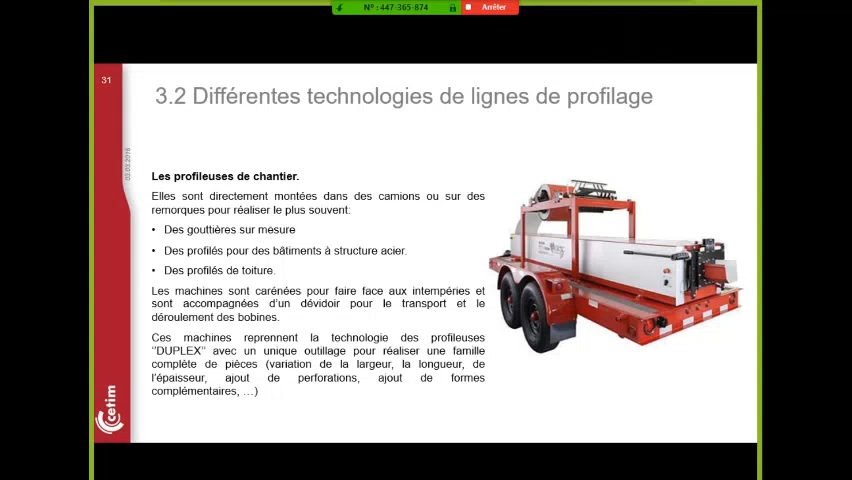 N° : 447-365-874
Arrêter
31
3.2 Différentes technologies de lignes de profilage
Les profileuses de chantier.
Elles sont directement montées dans des camions ou sur des
remorques pour réaliser le plus souvent:
• Des gouttières sur mesure
• Des profilés pour des bâtiments à structure acier.
• Des profilés de toiture.
Les machines sont carénées pour faire face aux intempéries et
sont accompagnées d’un dévidoir pour le transport et le
déroulement des bobines.
Ces machines reprennent la technologie des profileuses
‘’DUPLEX’’ avec un unique outillage pour réaliser une famille
complète de pièces (variation de la largeur, la longueur, de
l’épaisseur, ajout de perforations, ajout de formes
complémentaires, …)
cetim